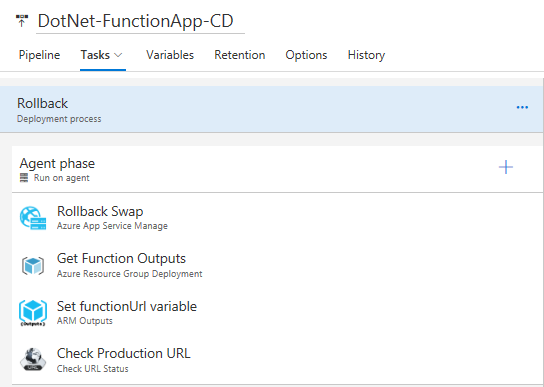 DotNet-FunctionApp-CD
Pipeline Tasks Variables Retention Options History
Rollback
Deployment process
Agent phase
Run on agent
Rollback Swap
Azure App Service Manage
Get Function Outputs
Azure Resource Group Deployment
Set functionUrl variable
ARM Outputs
{Outputs}
Check Production URL
Check URL Status
URL